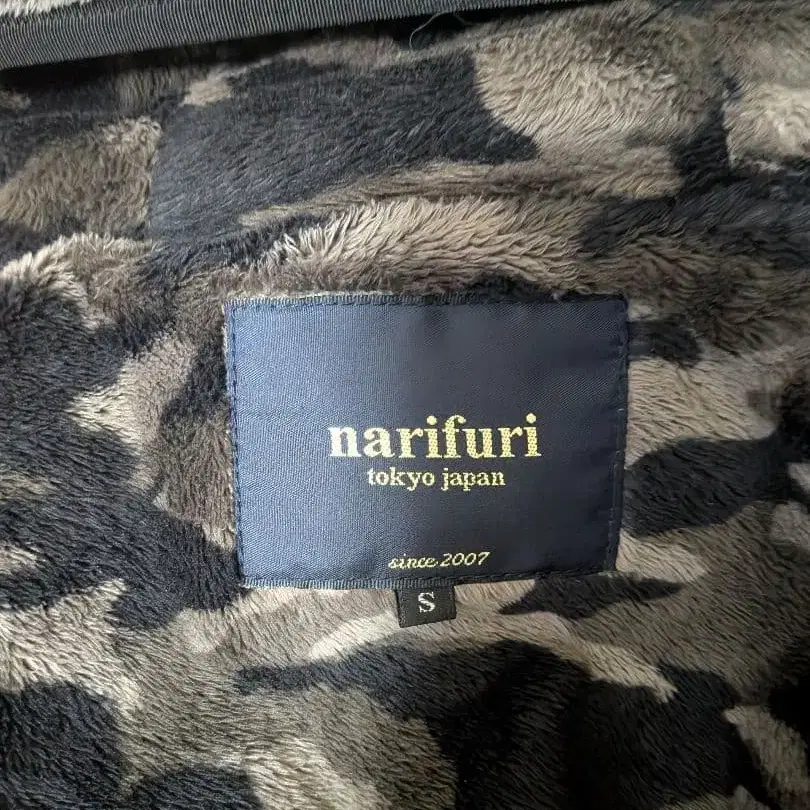 narifuri
tokyo japan
since 2007
S